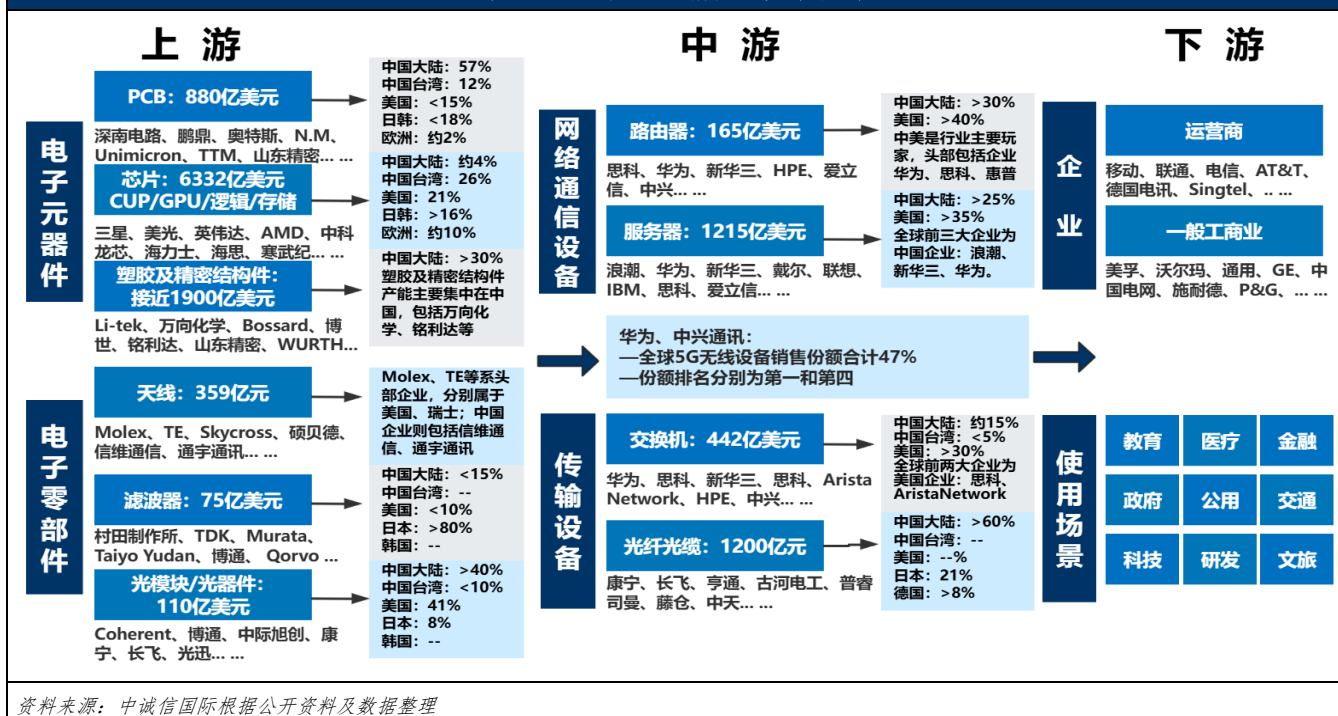 上 游
中 游
下 游
电子元器件
PCB：880亿美元
深南电路、鹏鼎、奥特斯、N.M、
Unimicron、TTM、山东精密... ...
中国大陆：57%
中国台湾：12%
美国：<15%
日韩：<18%
欧洲：约2%
芯片：6332亿美元
CUP/GPU/逻辑/存储
三星、美光、英伟达、AMD、中科
龙芯、海力士、海思、寒武纪... ...
中国大陆：约4%
中国台湾：26%
美国：21%
日韩：>16%
欧洲：约10%
塑胶及精密结构件：
接近1900亿美元
Li-tek、万向化学、Bossard、博
世、铭利达、山东精密、WURTH...
中国大陆：>30%
塑胶及精密结构件
产能主要集中在中
国，包括万向化
学、铭利达等
电子零部件
天线：359亿元
Molex、TE、Skycross、硕贝德、
信维通信、通宇通讯... ...
Molex、TE等系头
部企业，分别属于
美国、瑞士；中国
企业则包括信维通
信、通宇通讯
滤波器：75亿美元
村田制作所、TDK、Murata、
Taiyo Yudan、博通、 Qorvo ...
中国大陆：<15%
中国台湾：--
美国：<10%
日本：>80%
韩国：--
光模块/光器件：
110亿美元
Coherent、博通、中际旭创、康
宁、长飞、光迅... ...
中国大陆：>40%
中国台湾：<10%
美国：41%
日本：8%
韩国：--
网络通信设备
路由器：165亿美元
思科、华为、新华三、HPE、爱立
信、中兴... ...
中国大陆：>30%
美国：>40%
中美是行业主要玩
家，头部包括企业
华为、思科、惠普
服务器：1215亿美元
浪潮、华为、新华三、戴尔、联想、
IBM、思科、爱立信... ...
中国大陆：>25%
美国：>35%
全球前三大企业为
中国企业：浪潮、
新华三、华为。
华为、中兴通讯：
—全球5G无线设备销售份额合计47%
—份额排名分别为第一和第四
传输设备
交换机：442亿美元
华为、思科、新华三、思科、Arista
Network、HPE、中兴... ...
中国大陆：约15%
中国台湾：<5%
美国：>30%
全球前两大企业为
美国企业：思科、
AristaNetwork
光纤光缆：1200亿元
康宁、长飞、亨通、古河电工、普睿
司曼、藤仓、中天... ...
中国大陆：>60%
中国台湾：--
美国：--%
日本：21%
德国：>8%
企业
运营商
移动、联通、电信、AT&T、
德国电讯、Singtel、.. ...
一般工商业
美孚、沃尔玛、通用、GE、中
国电网、施耐德、P&G、... ...
使用场景
教育 医疗 金融
政府 公用 交通
科技 研发 文旅
资料来源：中诚信国际根据公开资料及数据整理